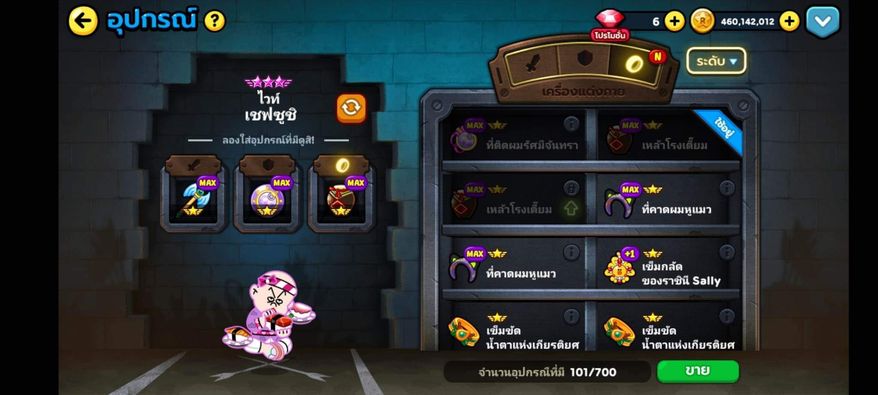 อุปกรณ์ ?
6
460,142,012
โปรโมชั่น
ระดับ
N
เครื่องแต่งกาย
ไวท์
เชฟซูชิ
ลองใส่อุปกรณ์ที่มีดูสิ!
MAX
MAX
MAX
ใช้อยู่
MAX
ที่ติดผมรัศมีจันทรา
MAX
เหล้าโรงเตี๊ยม
MAX
เหล้าโรงเตี๊ยม
MAX
ที่คาดผมหูแมว
MAX
ที่คาดผมหูแมว
+1
เข็มกลัด
ของราชินี Sally
เข็มขัด
น้ำตาแห่งเกียรติยศ
เข็มขัด
น้ำตาแห่งเกียรติยศ
จำนวนอุปกรณ์ที่มี 101/700
ขาย